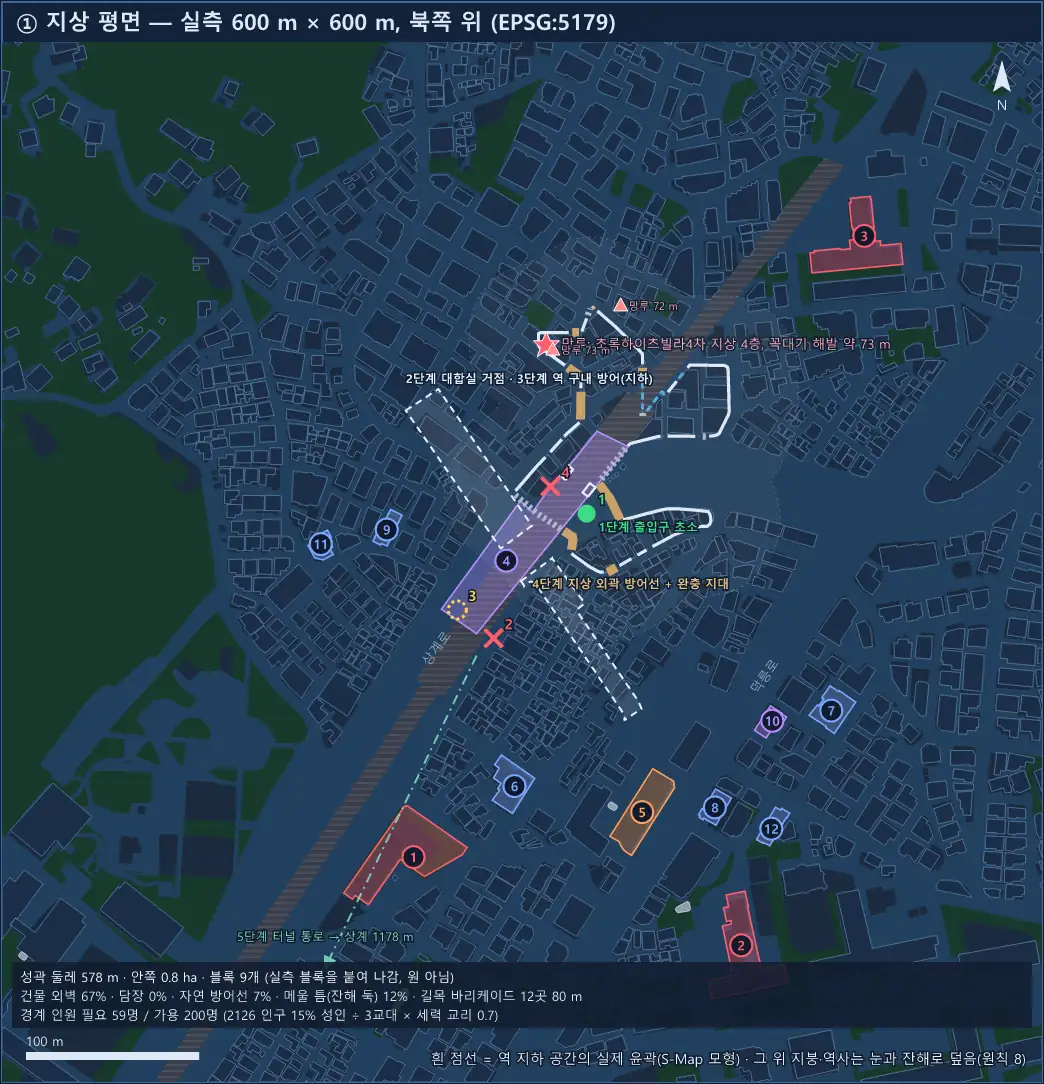 ① 지상 평면 — 실측 600 m × 600 m, 북쪽 위 (EPSG:5179)
N
3
망루 72 m
망루: 초록하이츠빌라4차 지상 4층, 꼭대기 해발 약 73 m
망루 73 m
2단계 대합실 거점 · 3단계 역 구내 방어(지하)
4
1
1단계 출입구 초소
9
11
4
4단계 지상 외곽 방어선 + 완충 지대
3
2
상계로
덕릉로
7
10
6
5
8
12
1
5단계 터널 통로 → 상계 1178 m
2
성곽 둘레 578 m · 안쪽 0.8 ha · 블록 9개 (실측 블록을 붙여 나감, 원 아님)
건물 외벽 67% · 담장 0% · 자연 방어선 7% · 메울 틈(잔해 둑) 12% · 길목 바리케이드 12곳 80 m
경계 인원 필요 59명 / 가용 200명 (2126 인구 15% 성인 ÷ 3교대 × 세력 교리 0.7)
100 m
흰 점선 = 역 지하 공간의 실제 윤곽(S-Map 모형) · 그 위 지붕·역사는 눈과 잔해로 덮음(원칙 8)